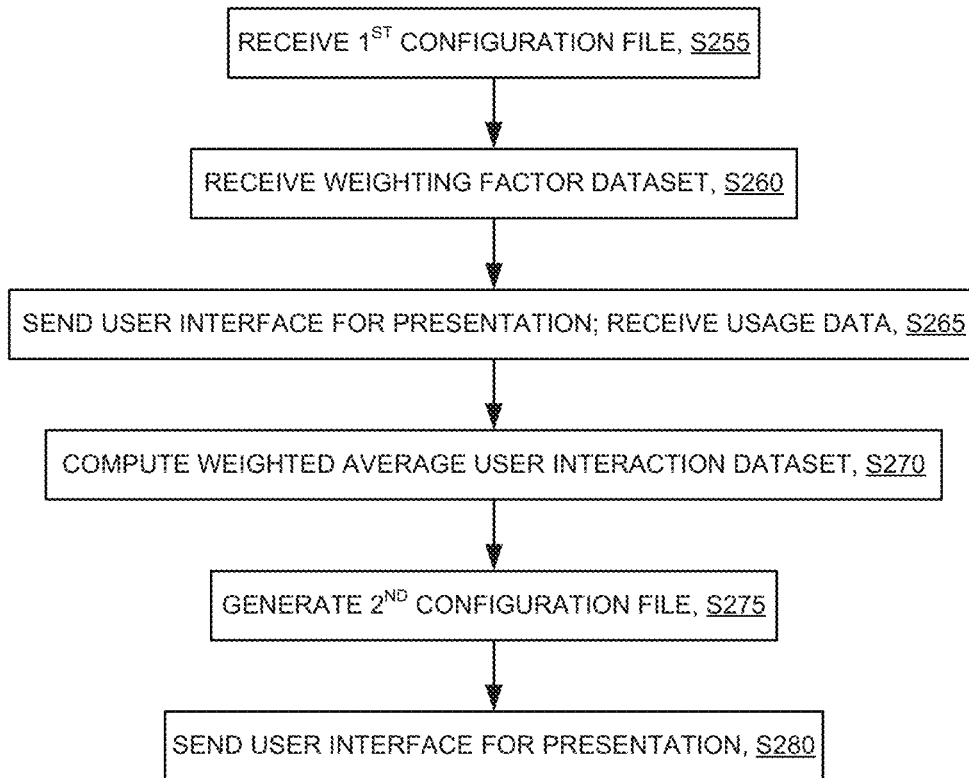 RECEIVE 1ST CONFIGURATION FILE, S255
RECEIVE WEIGHTING FACTOR DATASET, S260
SEND USER INTERFACE FOR PRESENTATION; RECEIVE USAGE DATA, S265
COMPUTE WEIGHTED AVERAGE USER INTERACTION DATASET, S270
GENERATE 2ND CONFIGURATION FILE, S275
SEND USER INTERFACE FOR PRESENTATION, S280